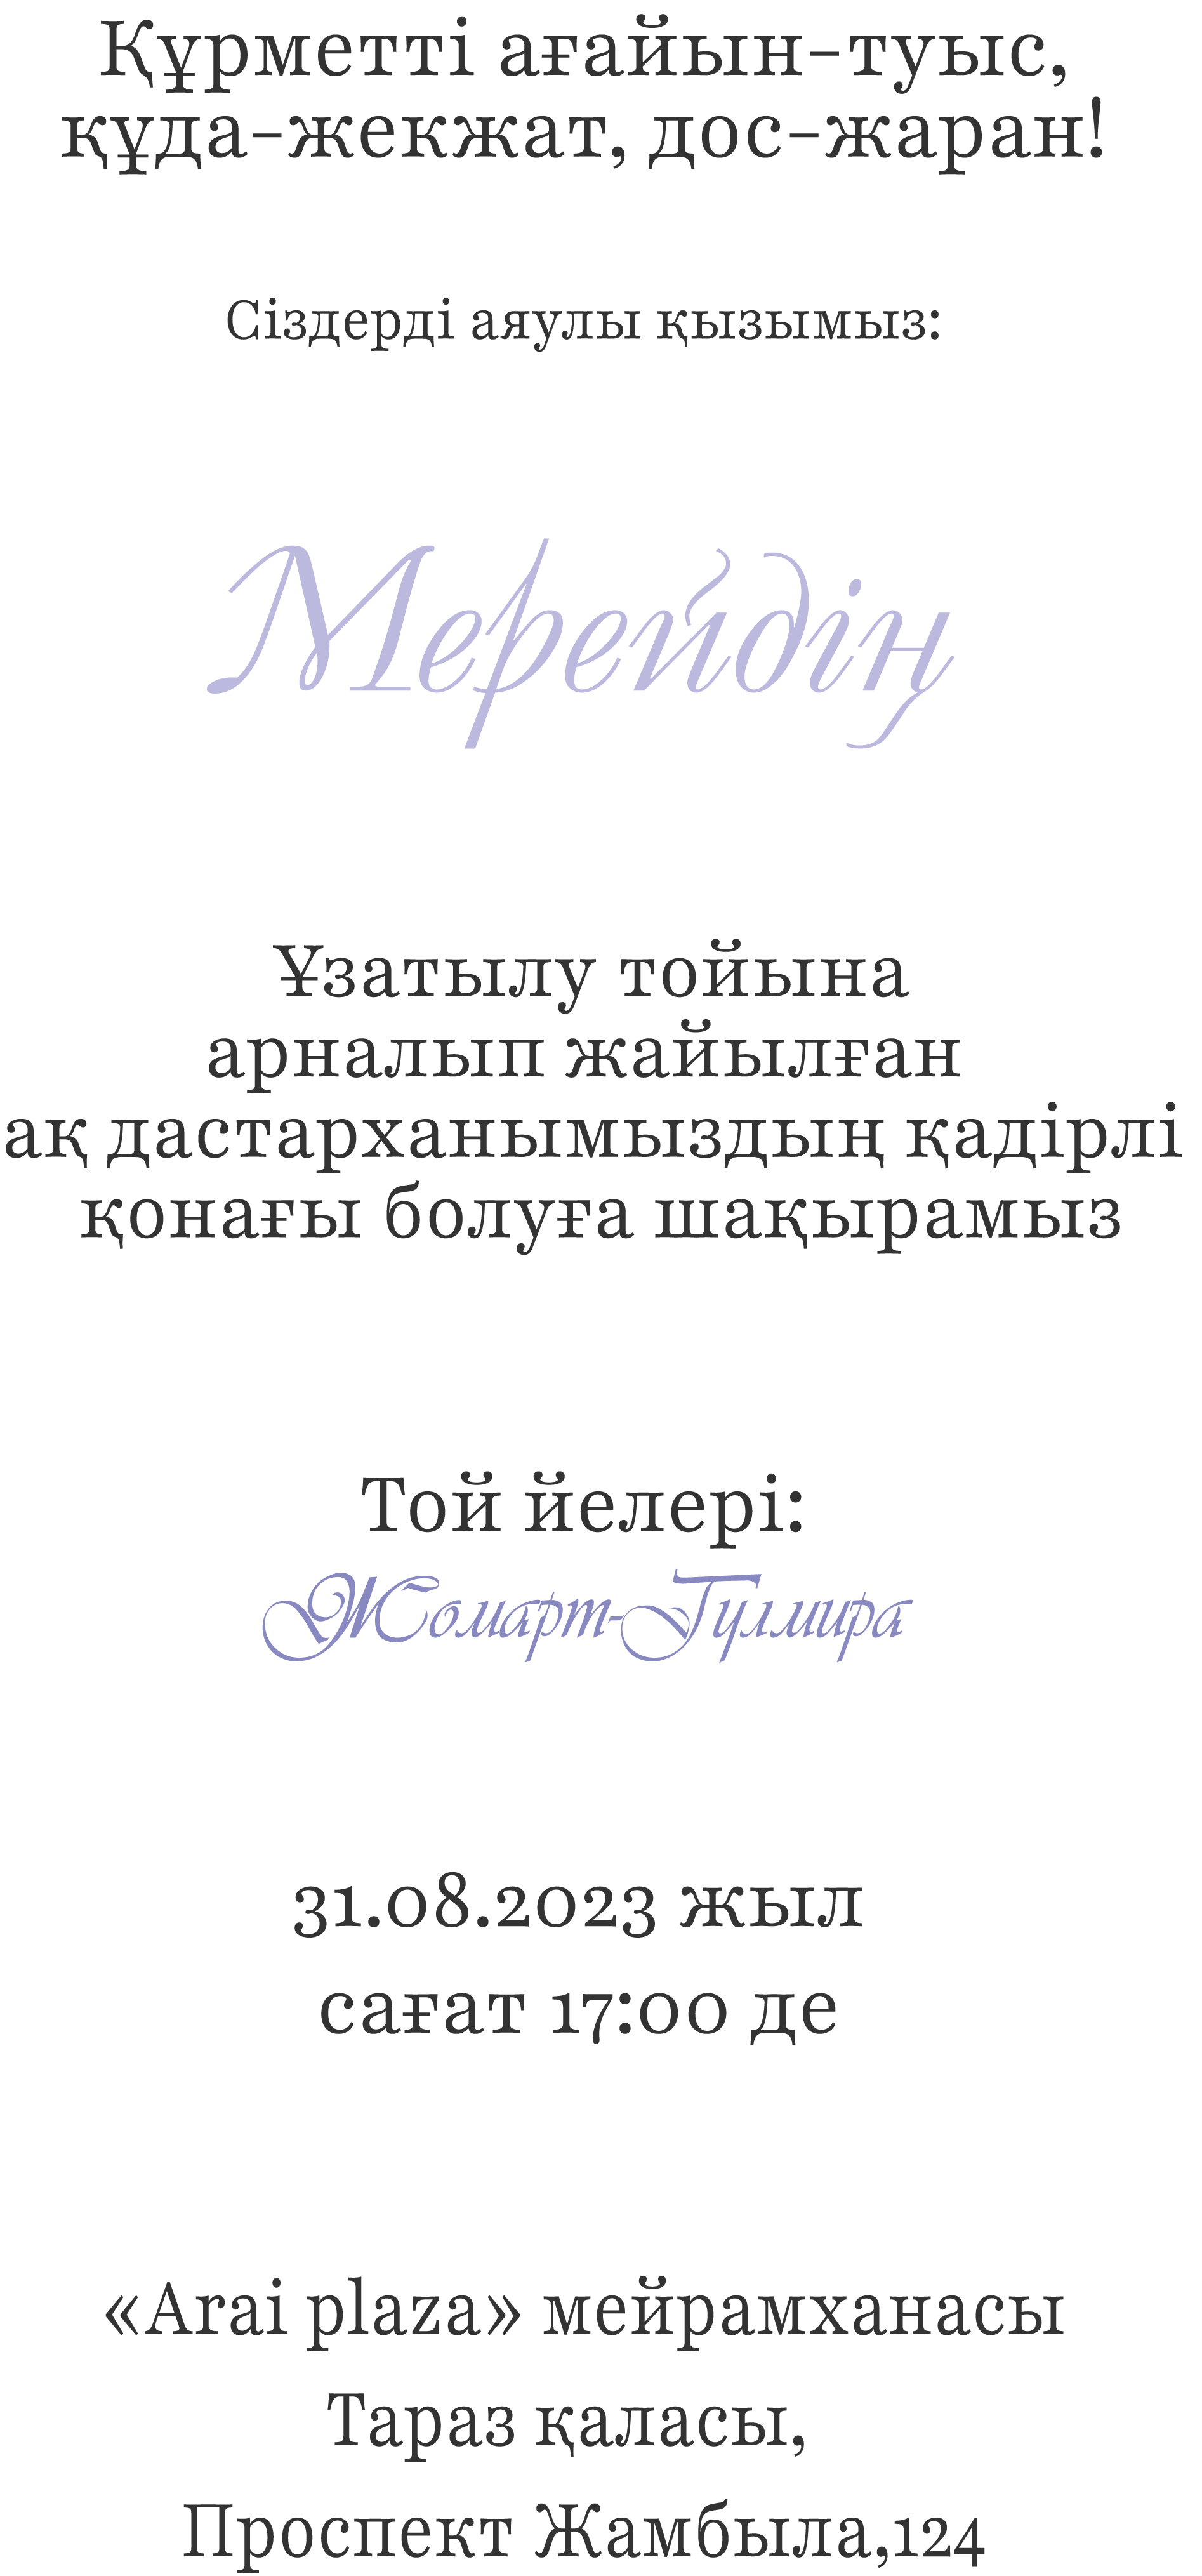 Құрметті ағайын-туыс,
құда-жекжат, дос-жаран!
Сіздерді аяулы қызымыз:
Мерейдің
Ұзатылу тойына
арналып жайылған
ақ дастарханымыздың қадірлі
қонағы болуға шақырамыз
Той йелері:
Жомарт-Гулмира
31.08.2023 жыл
сағат 17:00 де
«Arai plaza» мейрамханасы
Тараз қаласы,
Проспект Жамбыла,124